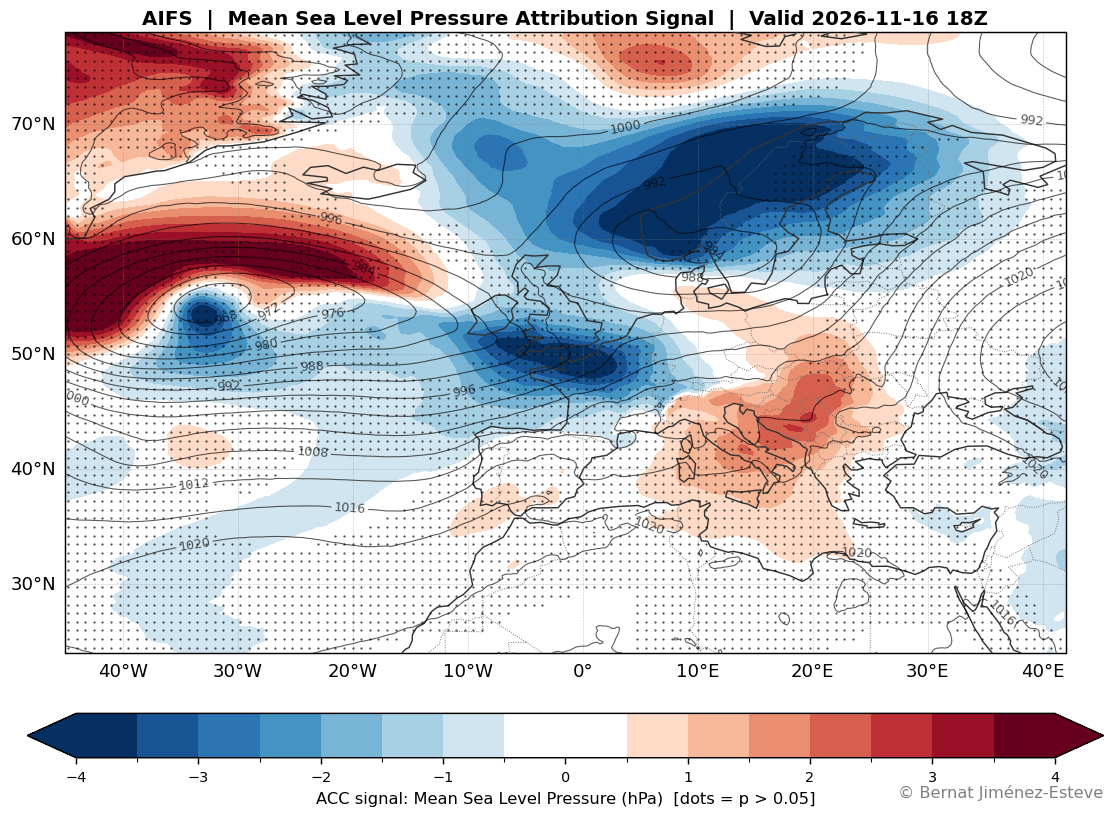 AIFS | Mean Sea Level Pressure Attribution Signal | Valid 2026-11-16 18Z
70°N
60°N
50°N
40°N
30°N
1000
992
992
996
984
984
988
1020
968
972
976
980
988
992
996
1008
1012
1016
1020
1020
1020
1020
1016
40°W
30°W
20°W
10°W
0°
10°E
20°E
30°E
40°E
−4
−3
−2
−1
0
1
2
3
4
ACC signal: Mean Sea Level Pressure (hPa) [dots = p > 0.05]
© Bernat Jiménez-Esteve